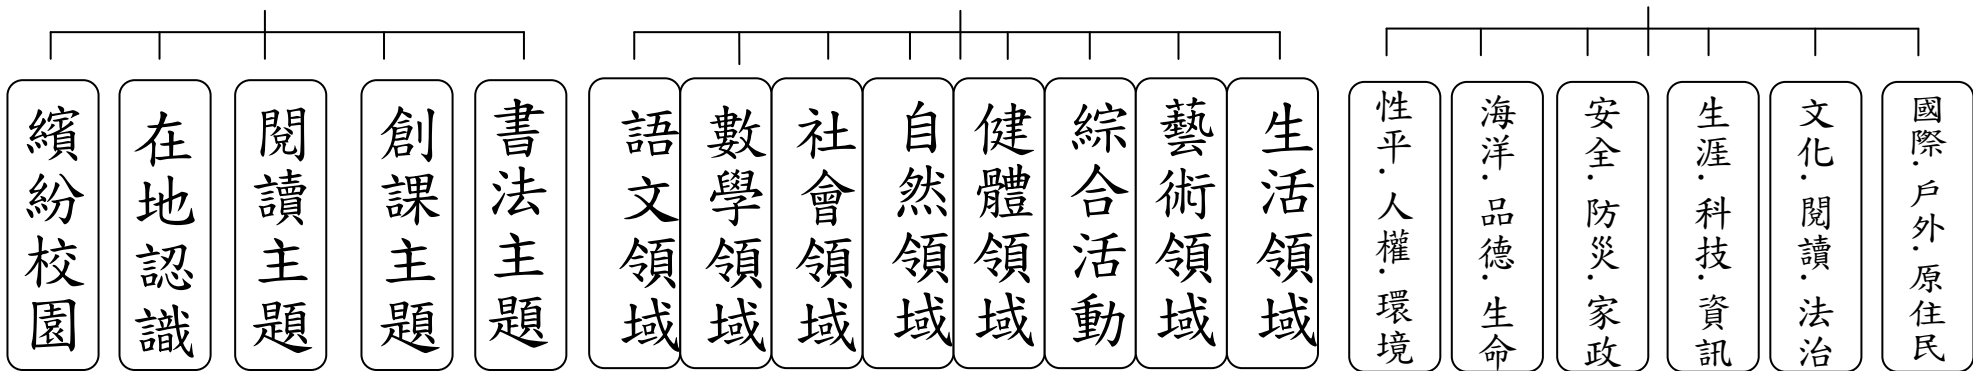 繽紛校園
在地認識
閱讀主題
創課主題
書法主題
語文領域
數學領域
社會領域
自然領域
健體領域
綜合活動
藝術領域
生活領域
性平.人權.環境
海洋.品德.生命
安全.防災.家政
生涯.科技.資訊
文化.閱讀.法治
國際.戶外.原住民